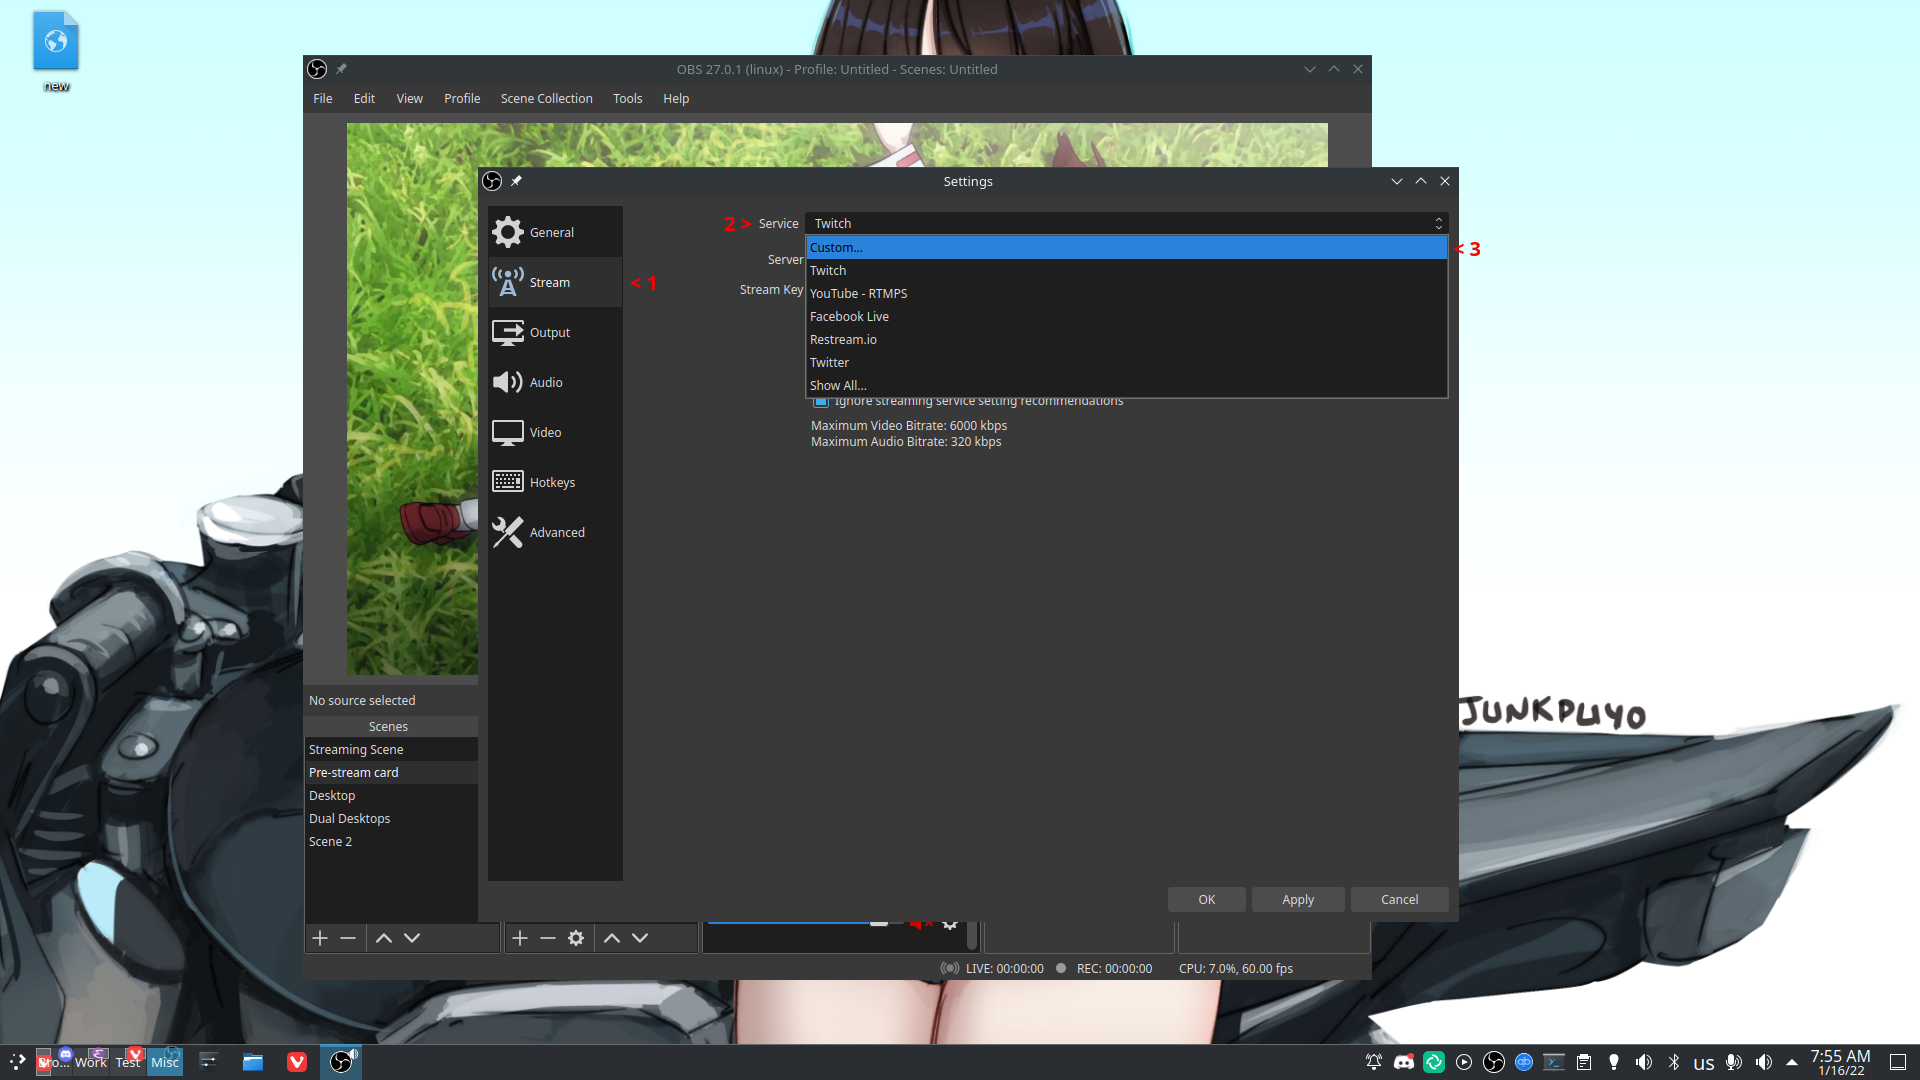 new
OBS 27.0.1 (linux) - Profile: Untitled - Scenes: Untitled
File Edit View Profile Scene Collection Tools Help
Settings
General
Stream
Output
Audio
Video
Hotkeys
Advanced
< 1
2 > Service Twitch
Custom... < 3
Server
Twitch
Stream Key
YouTube - RTMPS
Facebook Live
Restream.io
Twitter
Show All...
Ignore streaming service setting recommendations
Maximum Video Bitrate: 6000 kbps
Maximum Audio Bitrate: 320 kbps
No source selected
Scenes
Streaming Scene
Pre-stream card
Desktop
Dual Desktops
Scene 2
OK Apply Cancel
JUNKPUYO
LIVE: 00:00:00 REC: 00:00:00 CPU: 7.0%, 60.00 fps
Work Test Misc
us
7:55 AM
1/16/22